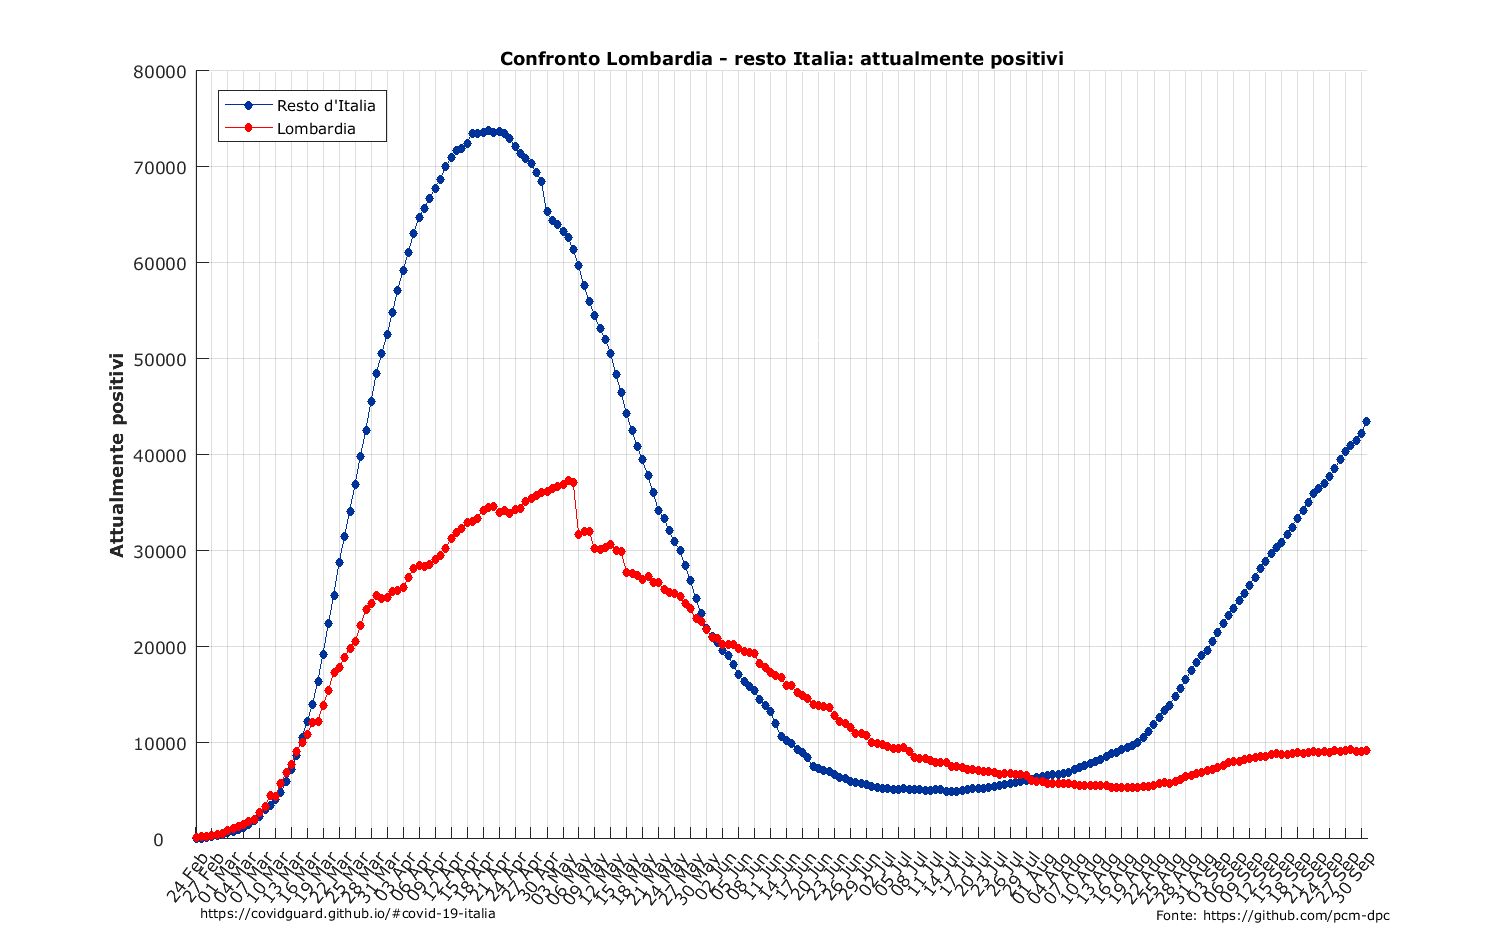 Confronto Lombardia - resto Italia: attualmente positivi
80000
70000
60000
50000
40000
30000
20000
10000
0
Attualmente positivi
Resto d'Italia
Lombardia
24 Feb
27 Feb
01 Mar
04 Mar
07 Mar
10 Mar
13 Mar
16 Mar
19 Mar
22 Mar
25 Mar
28 Mar
31 Mar
03 Apr
06 Apr
09 Apr
12 Apr
15 Apr
18 Apr
21 Apr
24 Apr
27 Apr
30 Apr
03 May
06 May
09 May
12 May
15 May
18 May
21 May
24 May
27 May
30 May
02 Jun
05 Jun
08 Jun
11 Jun
14 Jun
17 Jun
20 Jun
23 Jun
26 Jun
29 Jun
02 Jul
05 Jul
08 Jul
11 Jul
14 Jul
17 Jul
20 Jul
23 Jul
26 Jul
29 Jul
01 Aug
04 Aug
07 Aug
10 Aug
13 Aug
16 Aug
19 Aug
22 Aug
25 Aug
28 Aug
31 Aug
03 Sep
06 Sep
09 Sep
12 Sep
15 Sep
18 Sep
21 Sep
24 Sep
27 Sep
30 Sep
https://covidguard.github.io/#covid-19-italia
Fonte: https://github.com/pcm-dpc